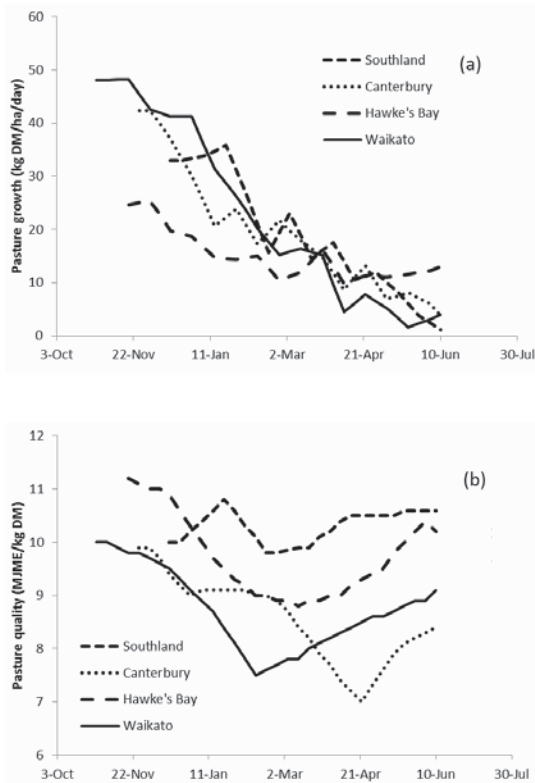 60
(a)
Southland
50
Canterbury
Hawke's Bay
40
Waikato
30
20
10
0
Pasture growth (kg DM/ha/day)
3-Oct 22-Nov 11-Jan 2-Mar 21-Apr 10-Jun 30-Jul
12
(b)
11
10
9
8
Southland
Canterbury
7
Hawke's Bay
Waikato
6
Pasture quality (MJME/kg DM)
3-Oct 22-Nov 11-Jan 2-Mar 21-Apr 10-Jun 30-Jul